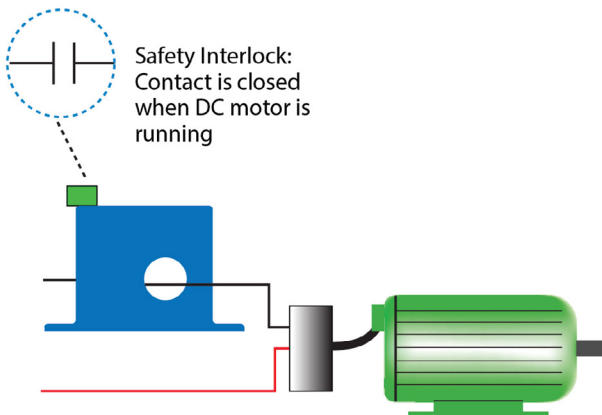 Safety Interlock:
Contact is closed
when DC motor is
running